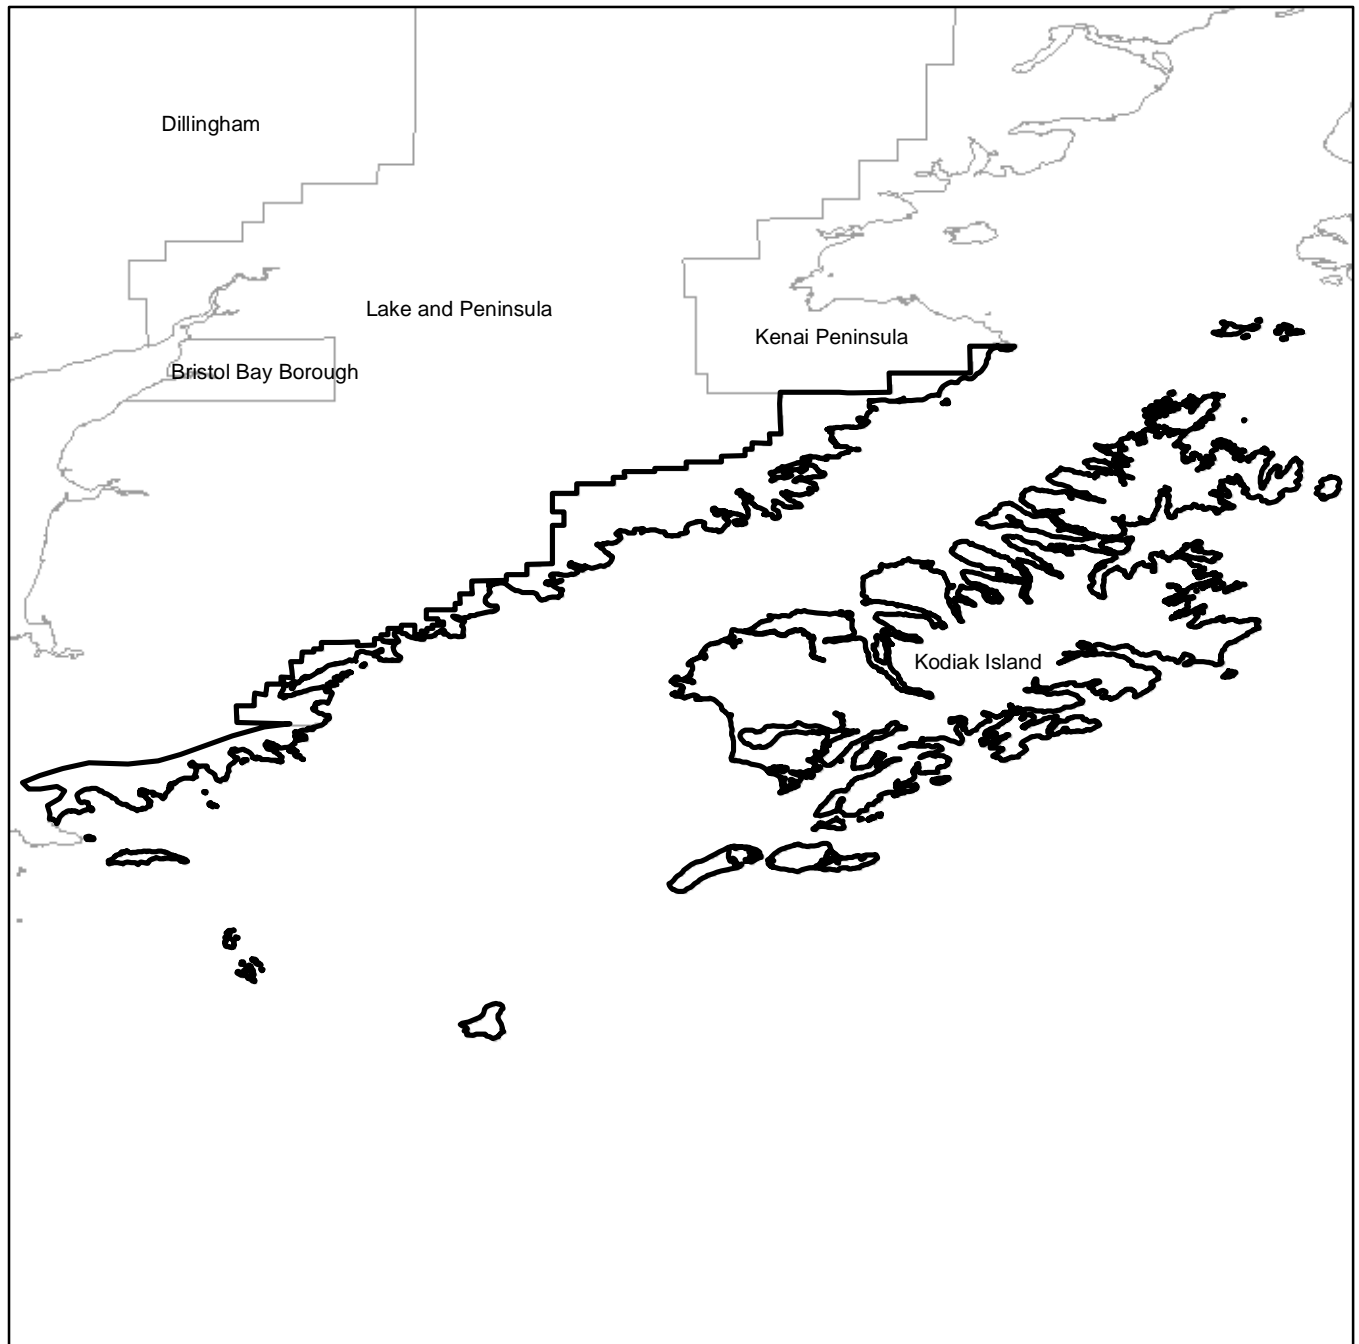 Dillingham
Lake and Peninsula
Kenai Peninsula
Bristol Bay Borough
Kodiak Island